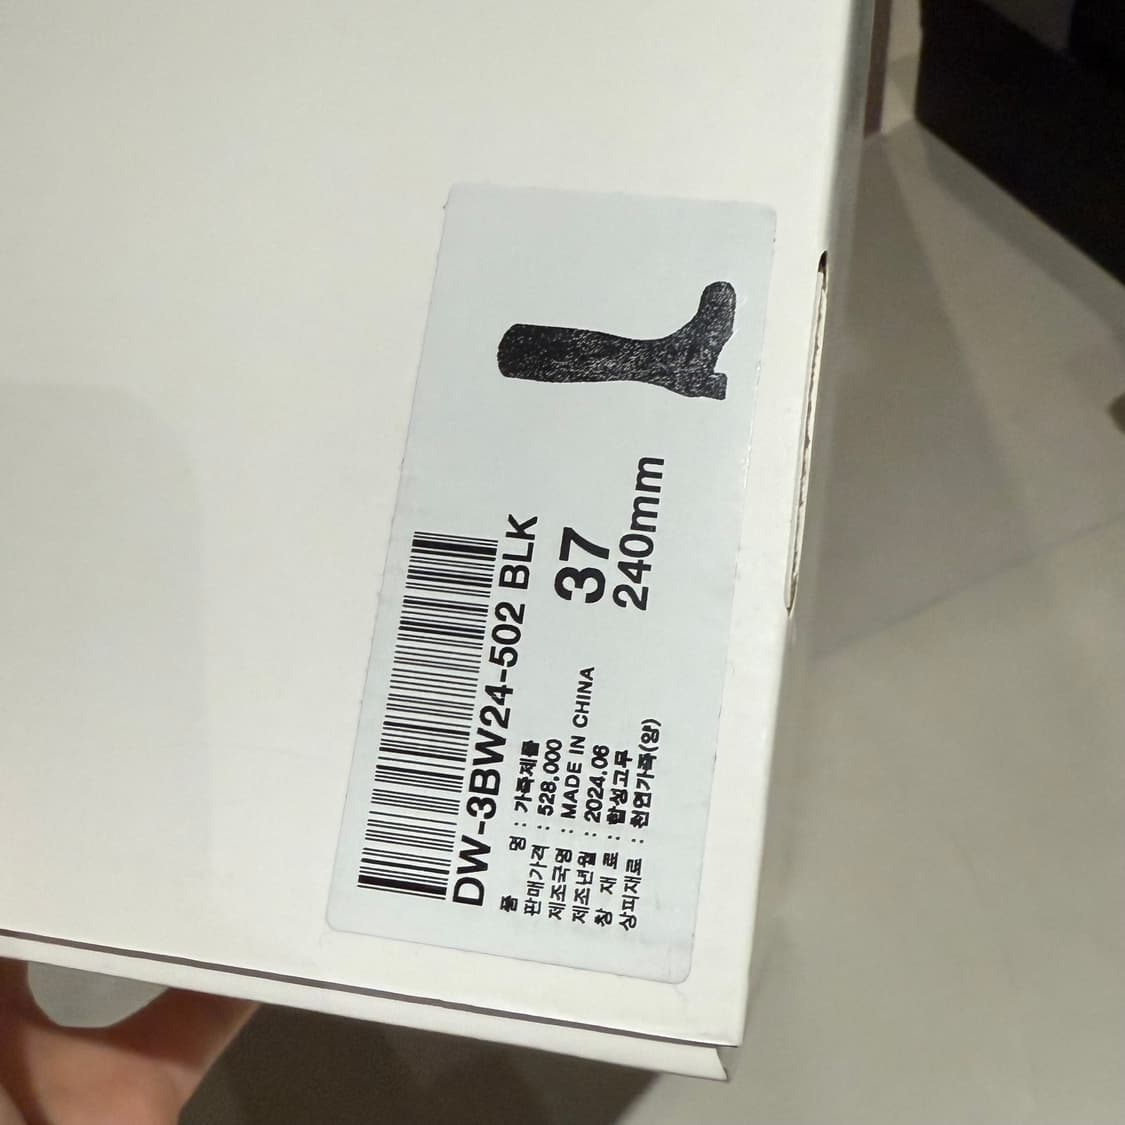 DW-3BW24-502 BLK
품 명 : 가죽제품
판매가격 : 528,000
제조국명 : MADE IN CHINA
제조년월 : 2024.06
창 재 료 : 합성고무
상피재료 : 천연가죽(양)
37
240mm